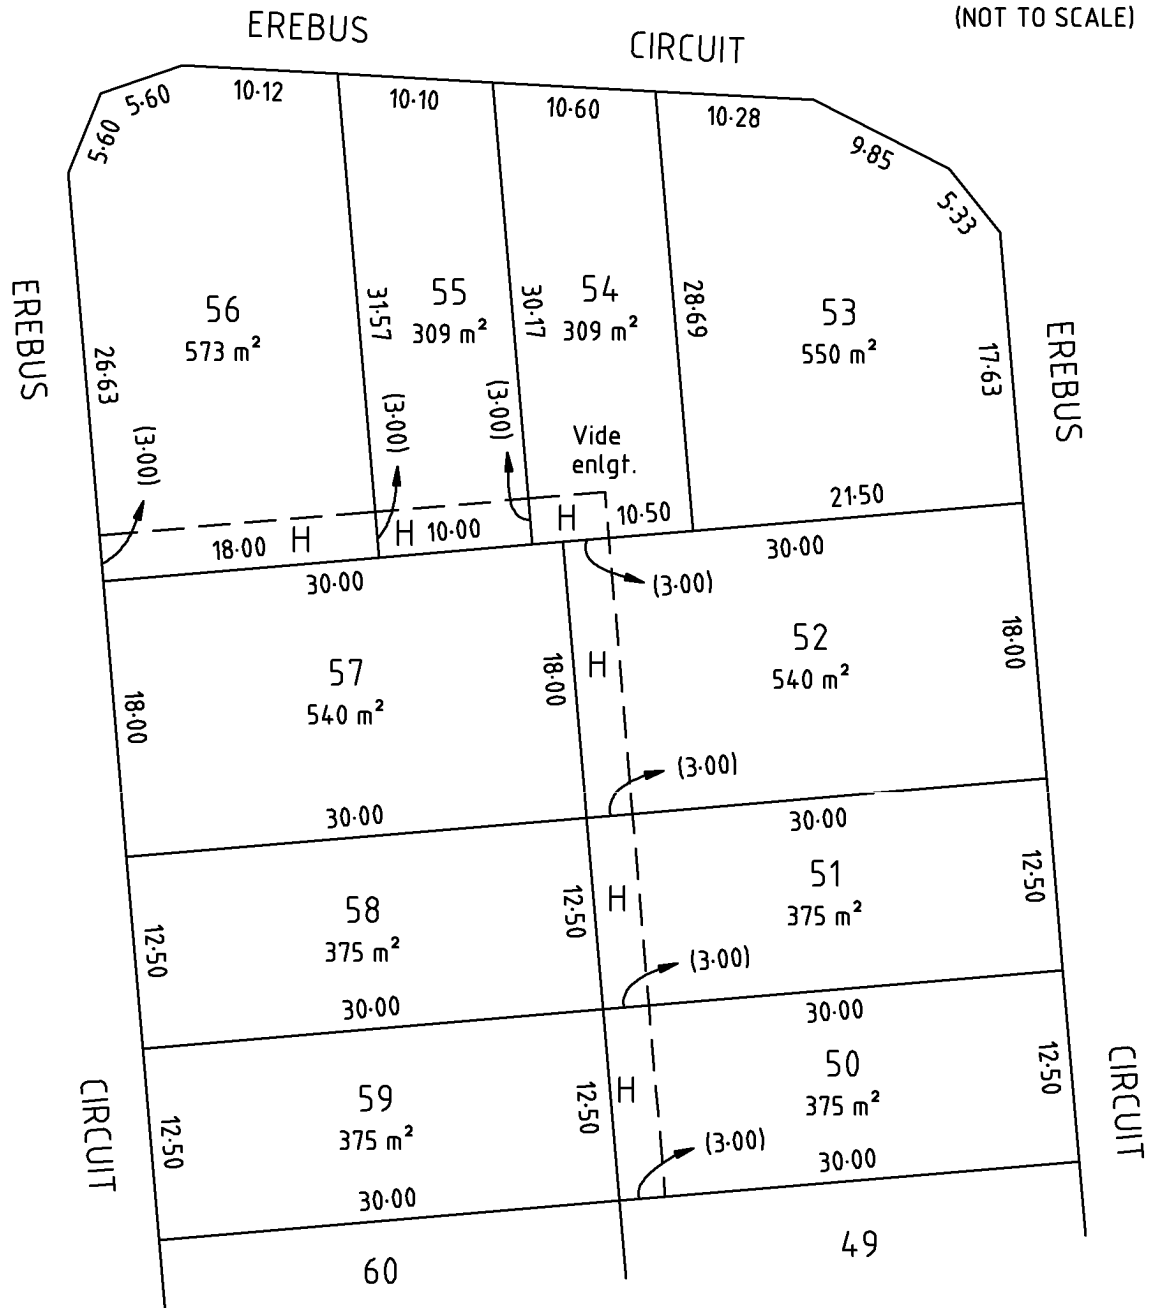 (NOT TO SCALE)
EREBUS
CIRCUIT
5·60
5·60
10·12
10·10
10·60
10·28
9·85
5·33
EREBUS
26·63
56
573 m²
31·57
55
309 m²
30·17
54
309 m²
28·69
53
550 m²
17·63
EREBUS
(3·00)
(3·00)
(3·00)
Vide
enlgt.
18·00
H
H
10·00
H
10·50
21·50
30·00
30·00
(3·00)
18·00
57
540 m²
18·00
H
52
540 m²
18·00
(3·00)
30·00
30·00
12·50
58
375 m²
12·50
H
51
375 m²
12·50
(3·00)
30·00
30·00
CIRCUIT
12·50
59
375 m²
12·50
H
50
375 m²
12·50
CIRCUIT
(3·00)
30·00
30·00
60
49